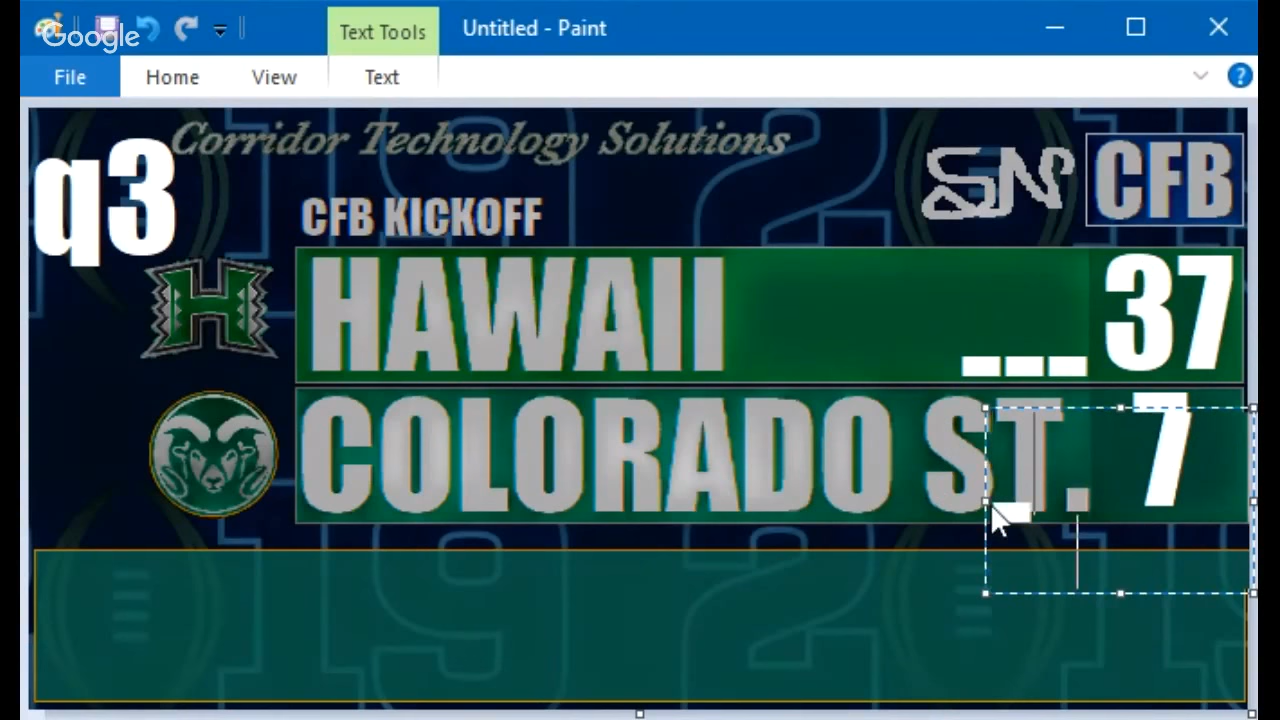 Google
Text Tools
Untitled - Paint
File
Home
View
Text
?
Corridor Technology Solutions
q3
SN
CFB
CFB KICKOFF
H
HAWAII
___
37
COLORADO ST.
_
7